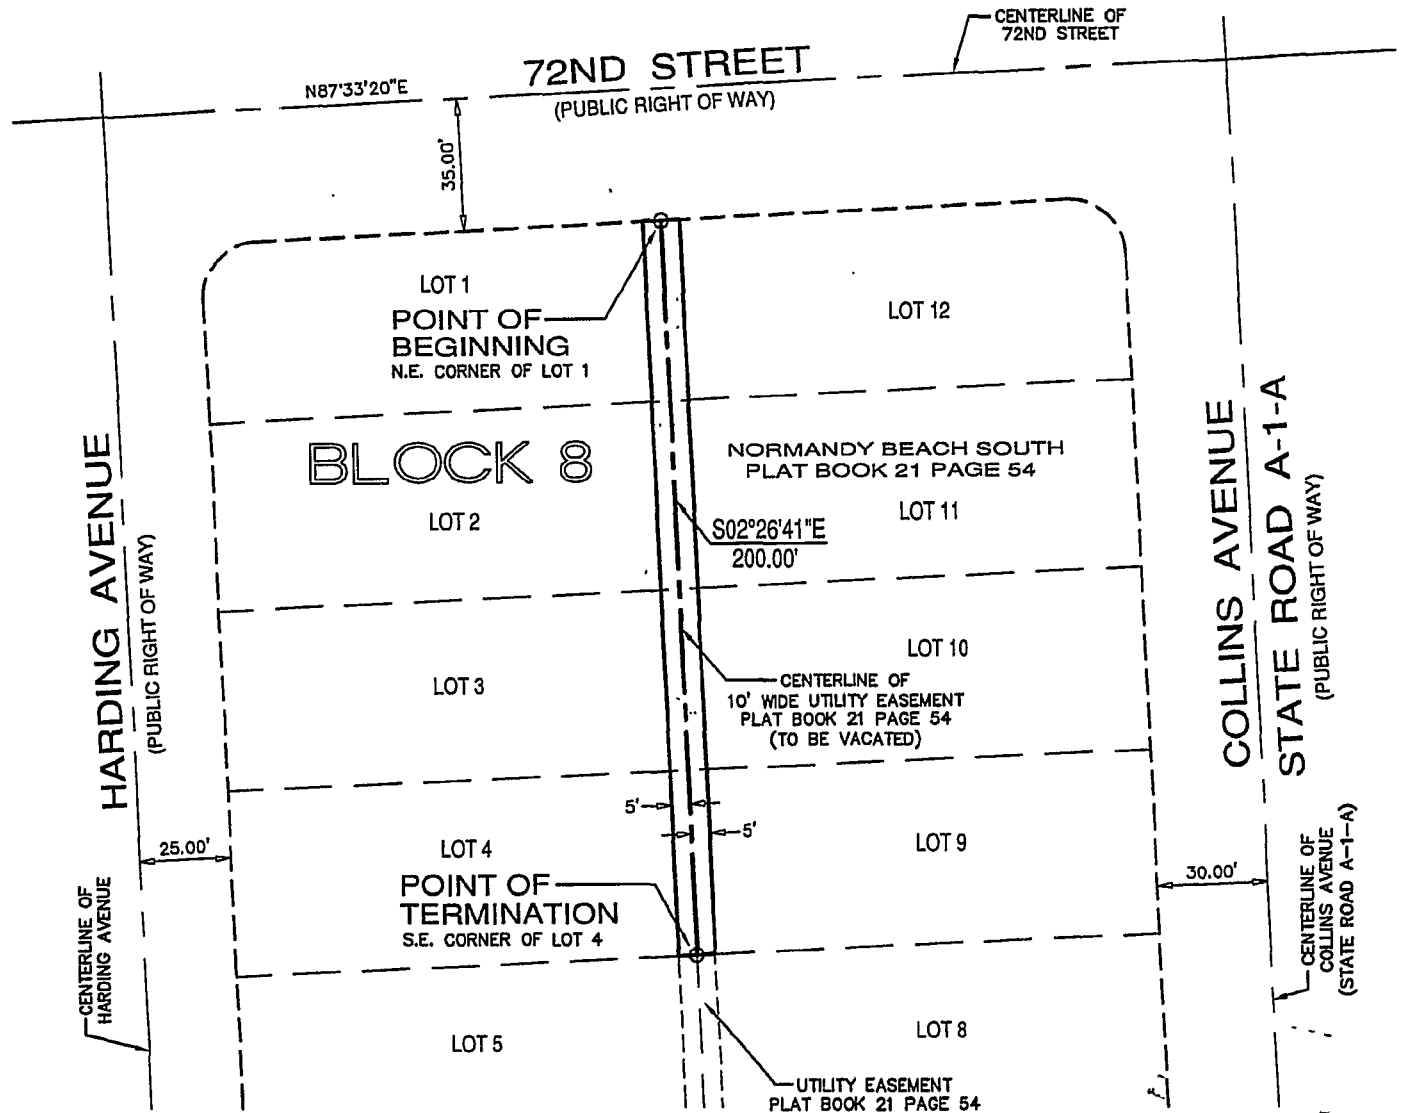 CENTERLINE OF
72ND STREET
72ND STREET
N87°33'20"E
(PUBLIC RIGHT OF WAY)
35.00'
LOT 1
LOT 12
POINT OF
BEGINNING
N.E. CORNER OF LOT 1
BLOCK 8
NORMANDY BEACH SOUTH
PLAT BOOK 21 PAGE 54
LOT 2
LOT 11
S02°26'41"E
200.00'
HARDING AVENUE
(PUBLIC RIGHT OF WAY)
COLLINS AVENUE
STATE ROAD A-1-A
(PUBLIC RIGHT OF WAY)
LOT 3
LOT 10
CENTERLINE OF
10' WIDE UTILITY EASEMENT
PLAT BOOK 21 PAGE 54
(TO BE VACATED)
5'
5'
25.00'
LOT 4
LOT 9
POINT OF
TERMINATION
S.E. CORNER OF LOT 4
30.00'
CENTERLINE OF
HARDING AVENUE
CENTERLINE OF
COLLINS AVENUE
(STATE ROAD A-1-A)
LOT 5
LOT 8
UTILITY EASEMENT
PLAT BOOK 21 PAGE 54